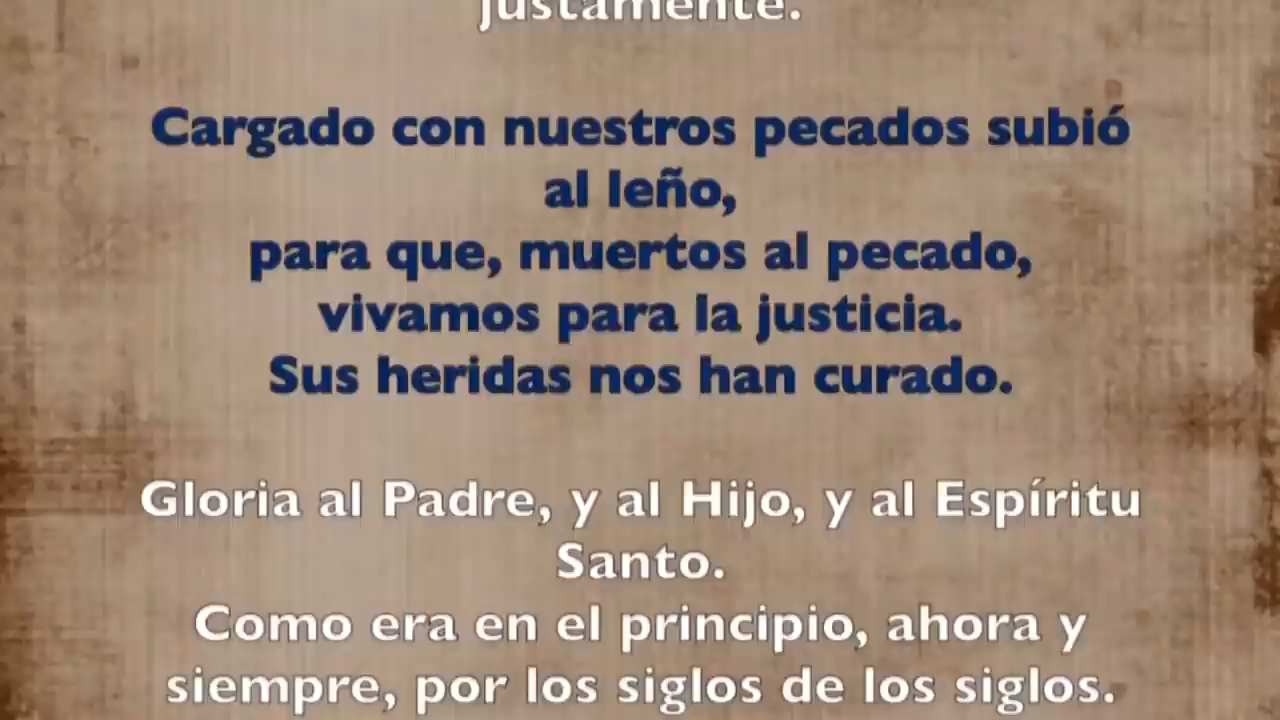 justamente.
Cargado con nuestros pecados subió
al leño,
para que, muertos al pecado,
vivamos para la justicia.
Sus heridas nos han curado.
Gloria al Padre, y al Hijo, y al Espíritu
Santo.
Como era en el principio, ahora y
siempre, por los siglos de los siglos.